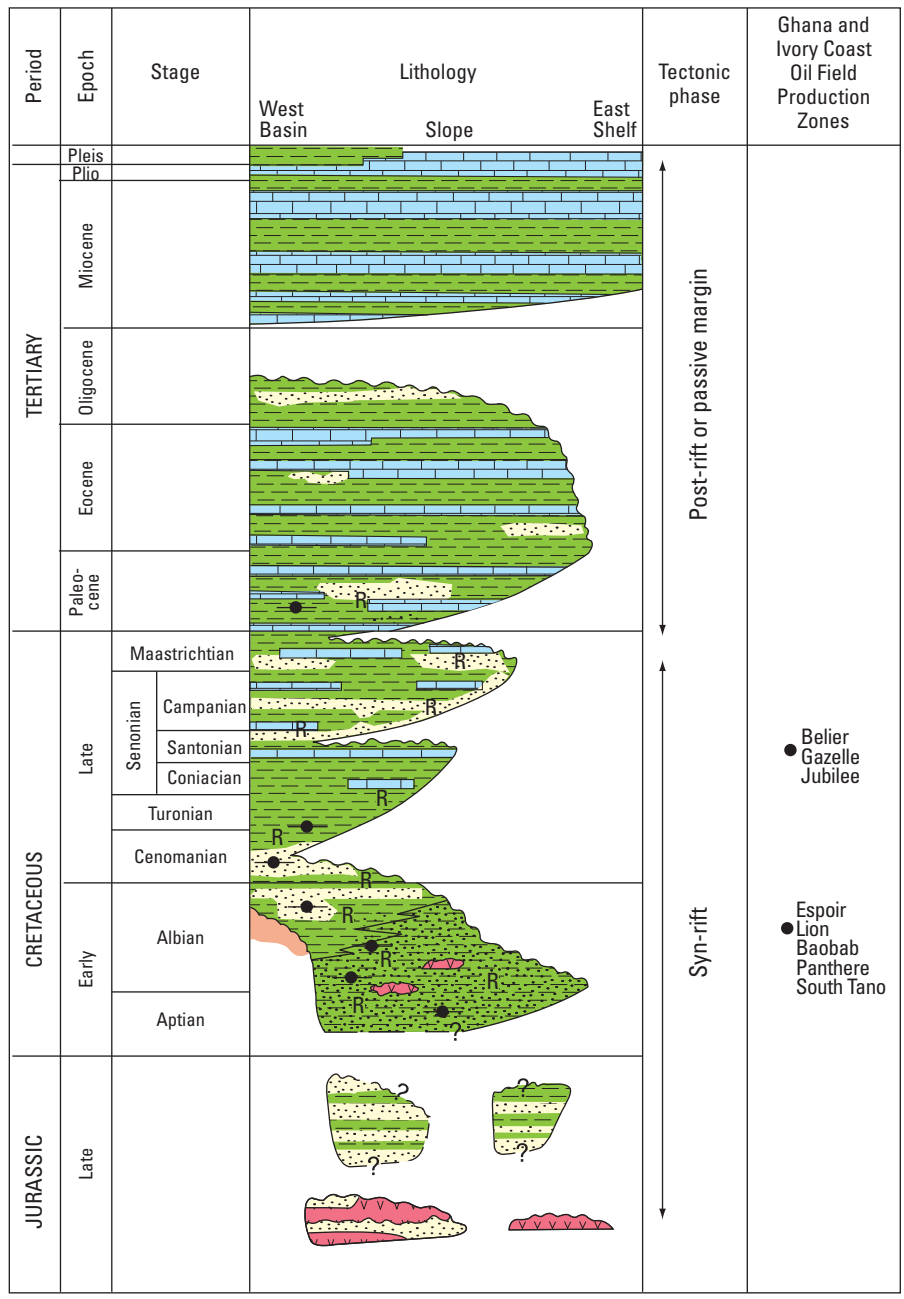 Period
Epoch
Stage
Lithology
West
Basin
Slope
East
Shelf
Tectonic
phase
Ghana and
Ivory Coast
Oil Field
Production
Zones
TERTIARY
Pleis
Plio
Miocene
Oligocene
Eocene
Paleo-
cene
R
Post-rift or passive margin
CRETACEOUS
Late
Maastrichtian
R
Senonian
Campanian
R
R
Santonian
Coniacian
R
Turonian
R
Cenomanian
R
Early
Albian
R
R
R
Aptian
R
?
Syn-rift
Belier
Gazelle
Jubilee
Espoir
Lion
Baobab
Panthere
South Tano
JURASSIC
Late
?
?
?
?